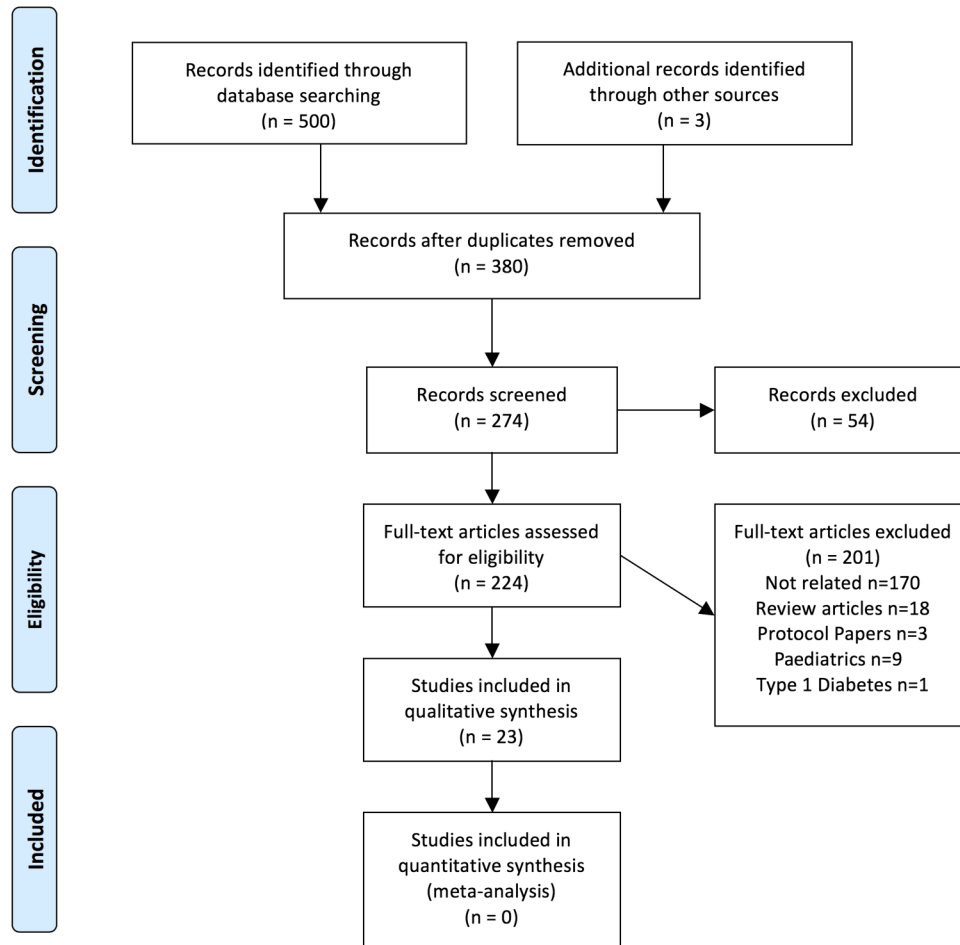 Identification
Records identified through
database searching
(n = 500)
Additional records identified
through other sources
(n = 3)
Records after duplicates removed
(n = 380)
Screening
Records screened
(n = 274)
Records excluded
(n = 54)
Eligibility
Full-text articles assessed
for eligibility
(n = 224)
Full-text articles excluded
(n = 201)
Not related n=170
Review articles n=18
Protocol Papers n=3
Paediatrics n=9
Type 1 Diabetes n=1
Studies included in
qualitative synthesis
(n = 23)
Included
Studies included in
quantitative synthesis
(meta-analysis)
(n = 0)